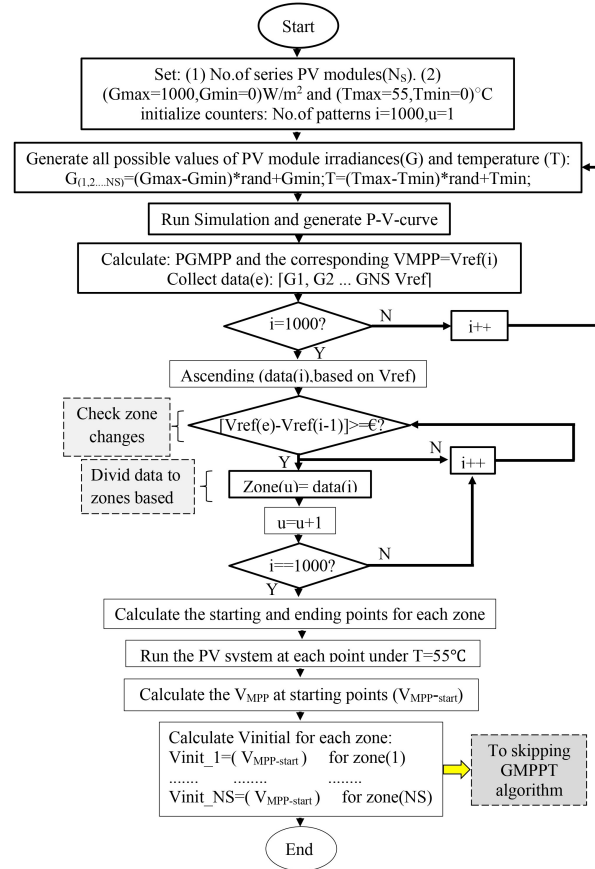 Start
Set: (1) No.of series PV modules(NS). (2)
(Gmax=1000,Gmin=0)W/m² and (Tmax=55,Tmin=0)°C
initialize counters: No.of patterns i=1000,u=1
Generate all possible values of PV module irradiances(G) and temperature (T):
G(1,2....NS)=(Gmax-Gmin)*rand+Gmin;T=(Tmax-Tmin)*rand+Tmin;
Run Simulation and generate P-V-curve
Calculate: PGMPP and the corresponding VMPP=Vref(i)
Collect data(e): [G1, G2 ... GNS Vref]
i=1000?
N
i++
Y
Ascending (data(i),based on Vref)
Check zone
changes
[Vref(e)-Vref(i-1)]>=€?
N
i++
Y
Divid data to
zones based
Zone(u)= data(i)
u=u+1
i==1000?
N
Y
Calculate the starting and ending points for each zone
Run the PV system at each point under T=55°C
Calculate the VMPP at starting points (VMPP-start)
Calculate Vinitial for each zone:
Vinit_1=( VMPP-start ) for zone(1)
....... ........ ........
Vinit_NS=( VMPP-start ) for zone(NS)
To skipping
GMPPT
algorithm
End